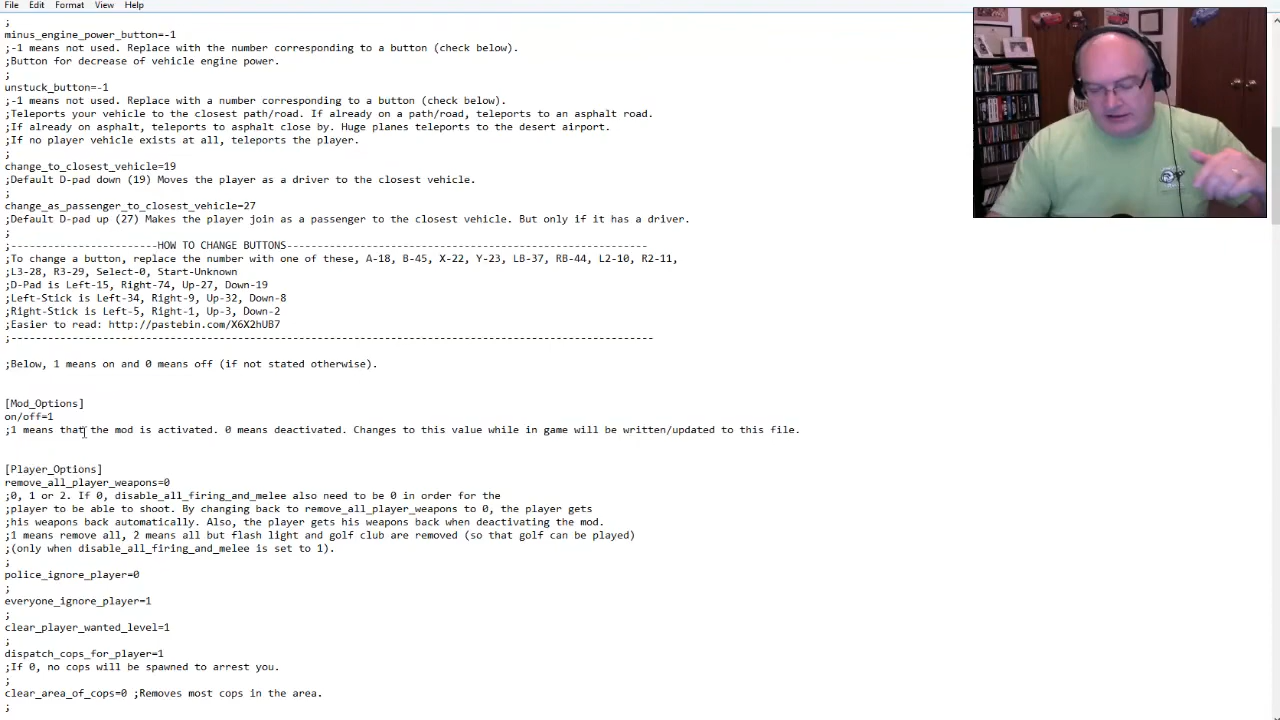 File Edit Format View Help
;
minus_engine_power_button=-1
;-1 means not used. Replace with the number corresponding to a button (check below).
;Button for decrease of vehicle engine power.
;
unstuck_button=-1
;-1 means not used. Replace with a number corresponding to a button (check below).
;Teleports your vehicle to the closest path/road. If already on a path/road, teleports to an asphalt road.
;If already on asphalt, teleports to asphalt close by. Huge planes teleports to the desert airport.
;If no player vehicle exists at all, teleports the player.
;
change_to_closest_vehicle=19
;Default D-pad down (19) Moves the player as a driver to the closest vehicle.
;
change_as_passenger_to_closest_vehicle=27
;Default D-pad up (27) Makes the player join as a passenger to the closest vehicle. But only if it has a driver.
;
;------------------------HOW TO CHANGE BUTTONS-----------------------------------------------------------
;To change a button, replace the number with one of these, A-18, B-45, X-22, Y-23, LB-37, RB-44, L2-10, R2-11,
;L3-28, R3-29, Select-0, Start-Unknown
;D-Pad is Left-15, Right-74, Up-27, Down-19
;Left-Stick is Left-34, Right-9, Up-32, Down-8
;Right-Stick is Left-5, Right-1, Up-3, Down-2
;Easier to read: http://pastebin.com/X6X2hUB7
;---------------------------------------------------------------------------------------------------------
;Below, 1 means on and 0 means off (if not stated otherwise).
[Mod_Options]
on/off=1
;1 means that the mod is activated. 0 means deactivated. Changes to this value while in game will be written/updated to this file.
[Player_Options]
remove_all_player_weapons=0
;0, 1 or 2. If 0, disable_all_firing_and_melee also need to be 0 in order for the
;player to be able to shoot. By changing back to remove_all_player_weapons to 0, the player gets
;his weapons back automatically. Also, the player gets his weapons back when deactivating the mod.
;1 means remove all, 2 means all but flash light and golf club are removed (so that golf can be played)
;(only when disable_all_firing_and_melee is set to 1).
;
police_ignore_player=0
;
everyone_ignore_player=1
;
clear_player_wanted_level=1
;
dispatch_cops_for_player=1
;If 0, no cops will be spawned to arrest you.
;
clear_area_of_cops=0 ;Removes most cops in the area.
;